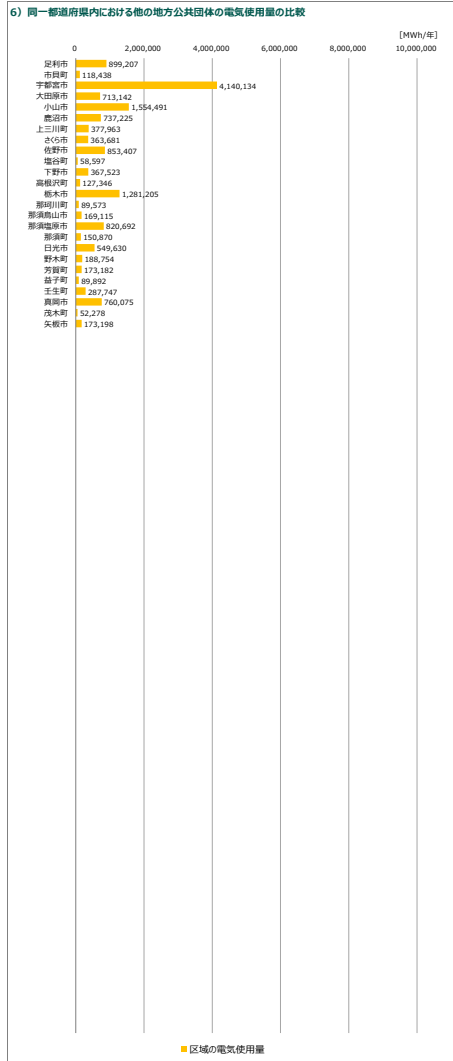 6）同一都道府県内における他の地方公共団体の電気使用量の比較
[MWh/年]
0 2,000,000 4,000,000 6,000,000 8,000,000 10,000,000
足利市 899,207
市貝町 118,438
宇都宮市 4,140,134
大田原市 713,142
小山市 1,554,491
鹿沼市 737,225
上三川町 377,963
さくら市 363,681
佐野市 853,407
塩谷町 58,597
下野市 367,523
高根沢町 127,346
栃木市 1,281,205
那珂川町 89,573
那須烏山市 169,115
那須塩原市 820,692
那須町 150,870
日光市 549,630
野木町 188,754
芳賀町 173,182
益子町 89,892
壬生町 287,747
真岡市 760,075
茂木町 52,278
矢板市 173,198
区域の電気使用量